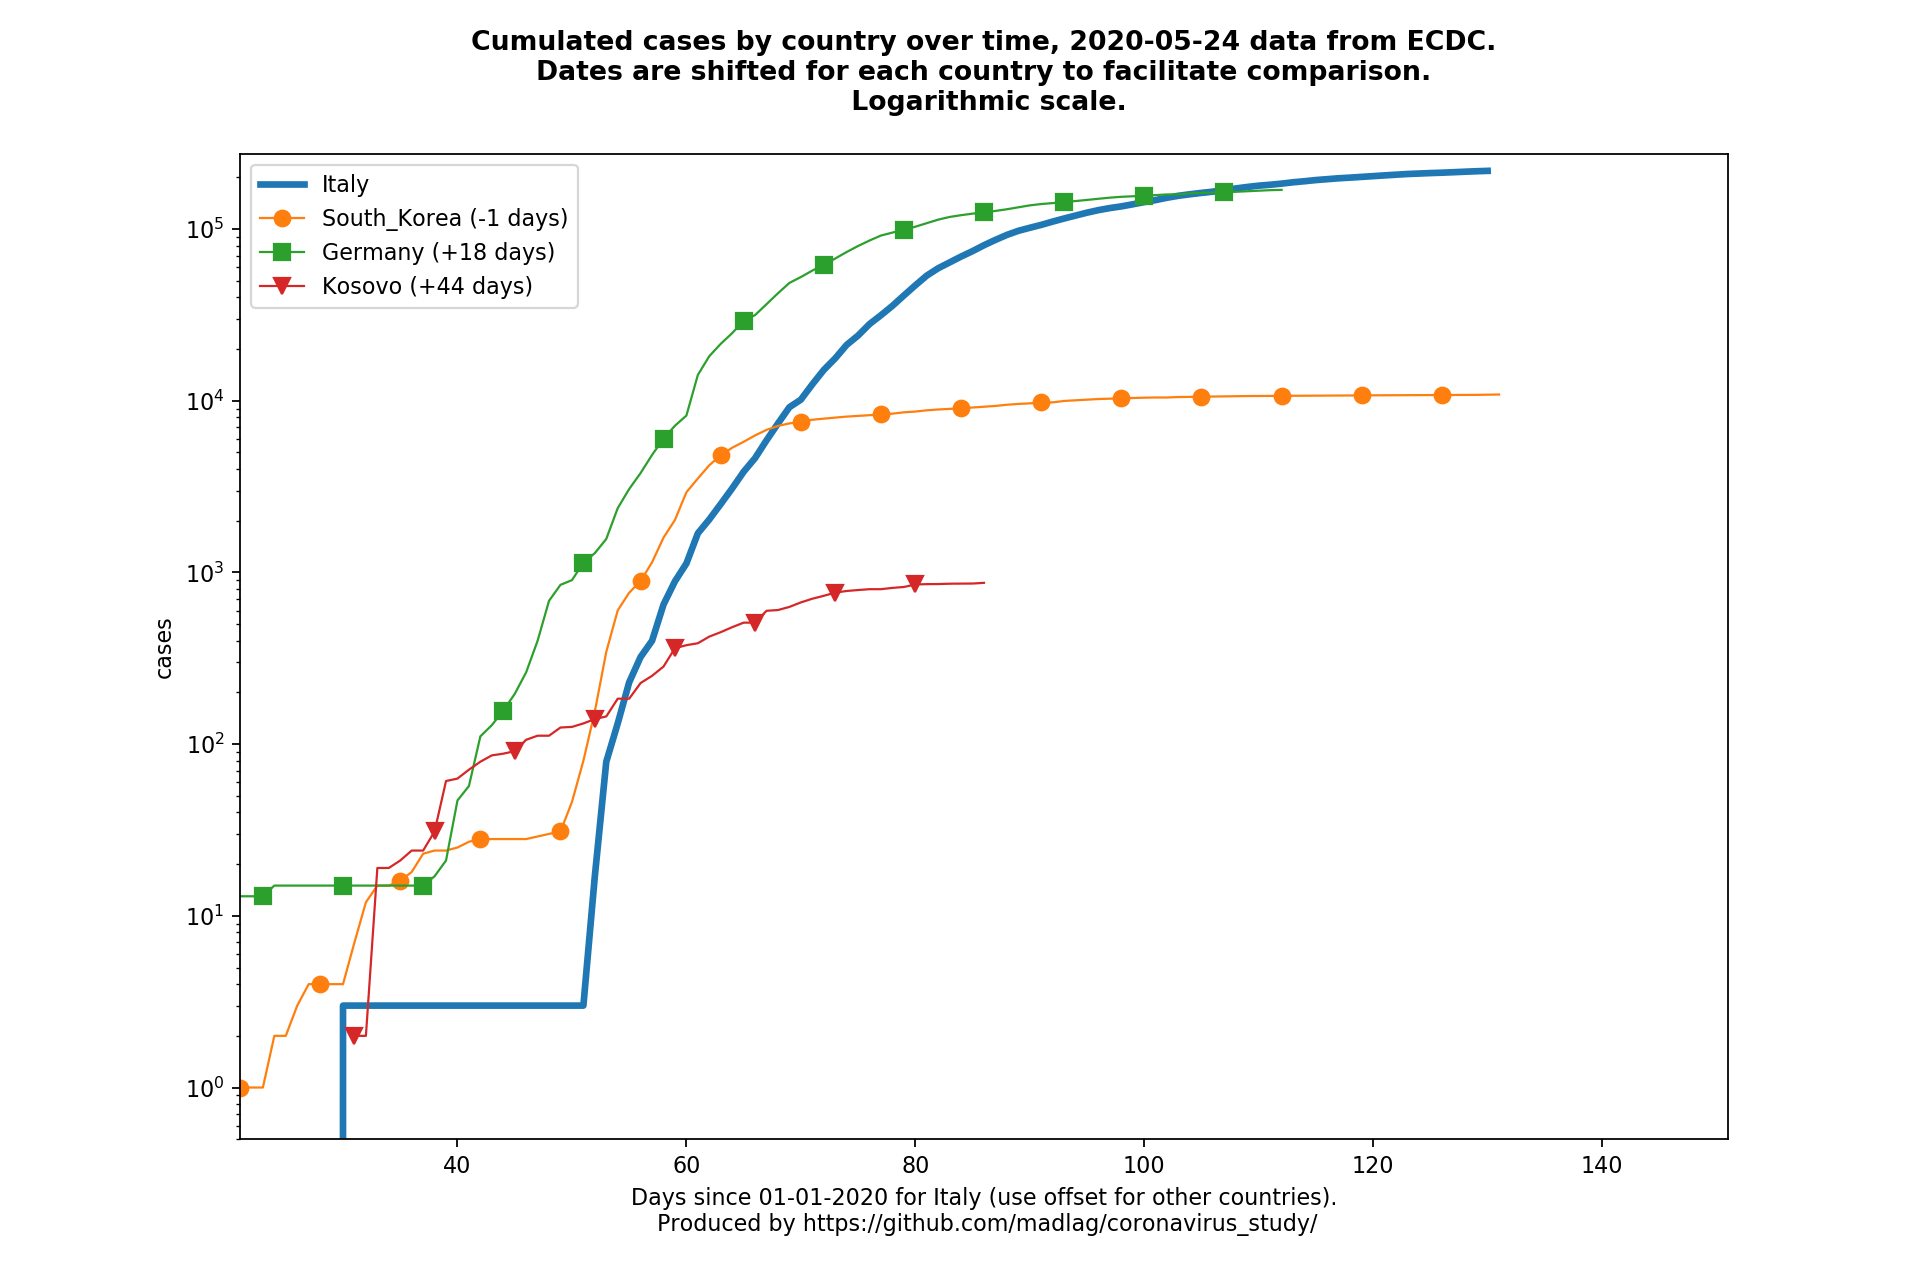 Cumulated cases by country over time, 2020-05-24 data from ECDC.
Dates are shifted for each country to facilitate comparison.
Logarithmic scale.
Italy
South_Korea (-1 days)
Germany (+18 days)
Kosovo (+44 days)
10^5
10^4
10^3
10^2
10^1
10^0
cases
40 60 80 100 120 140
Days since 01-01-2020 for Italy (use offset for other countries).
Produced by https://github.com/madlag/coronavirus_study/